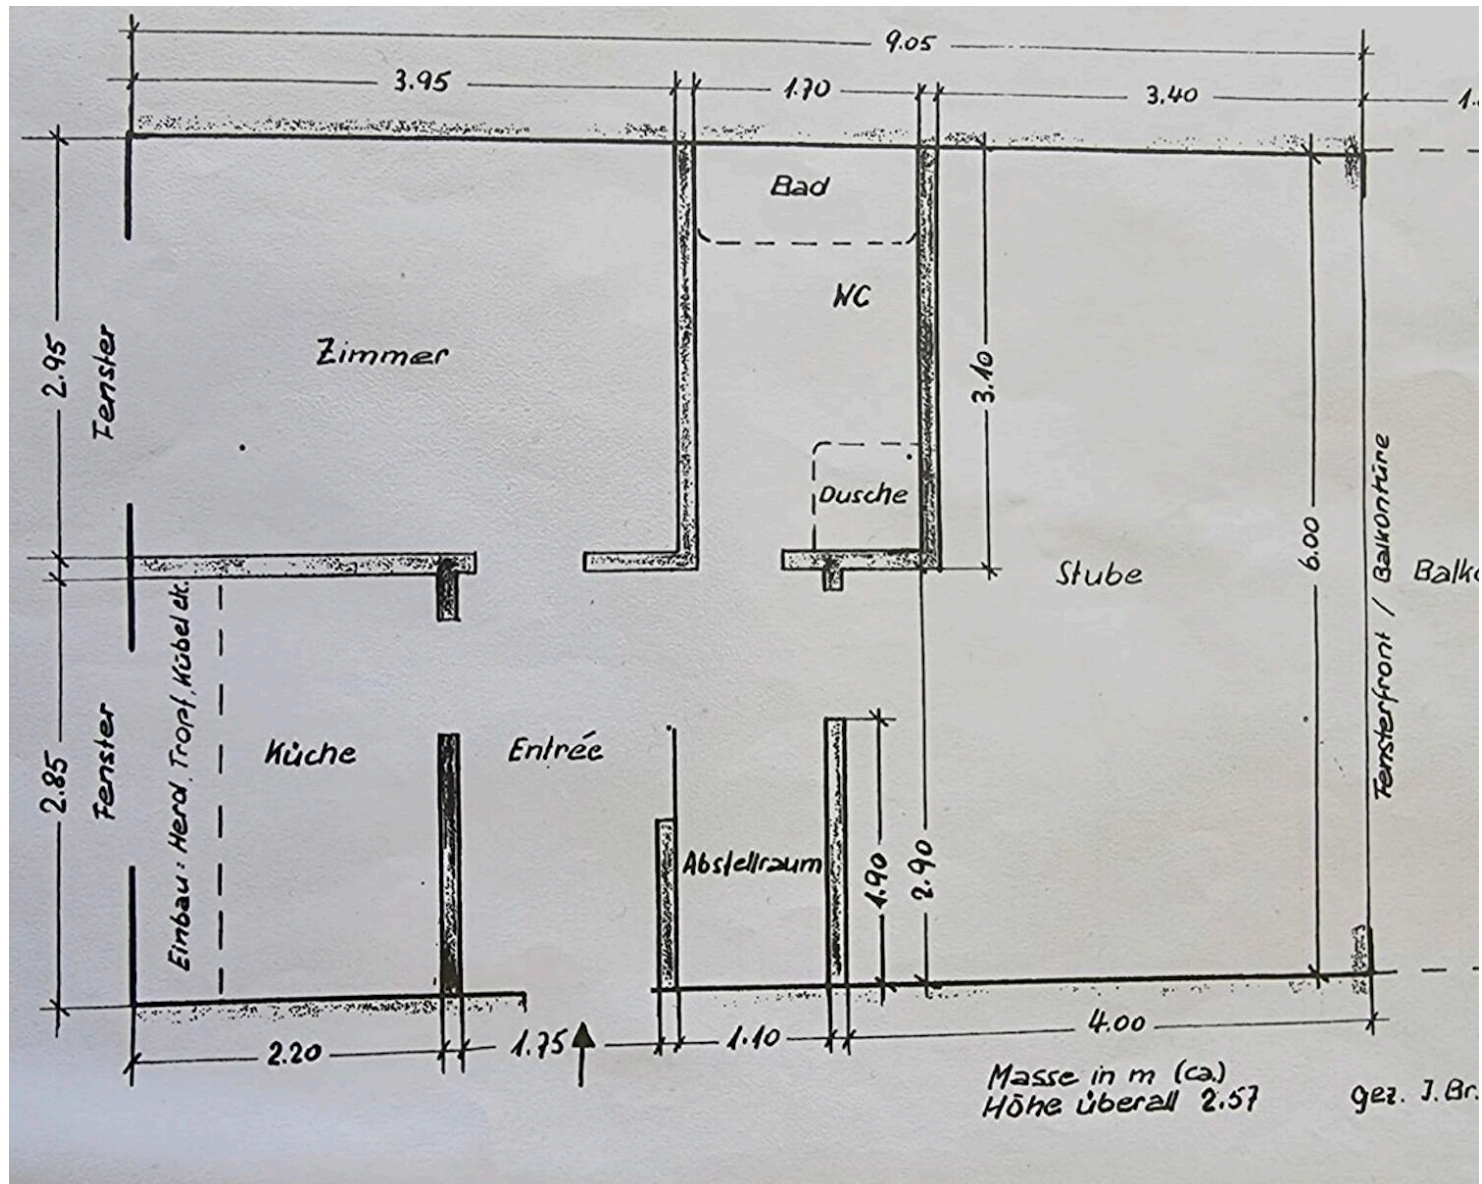 9.05
3.95
1.70
3.40
Bad
WC
Zimmer
2.95
Fenster
3.10
Dusche
Stube
6.00
Fensterfront / Balkontüre
Einbau: Herd, Tropf, Kübel etc.
Küche
Entrée
2.85
Fenster
Abstellraum
1.90
2.90
2.20
1.75
1.10
4.00
Masse in m (ca.)
Höhe überall 2.57
gez. J. Br.